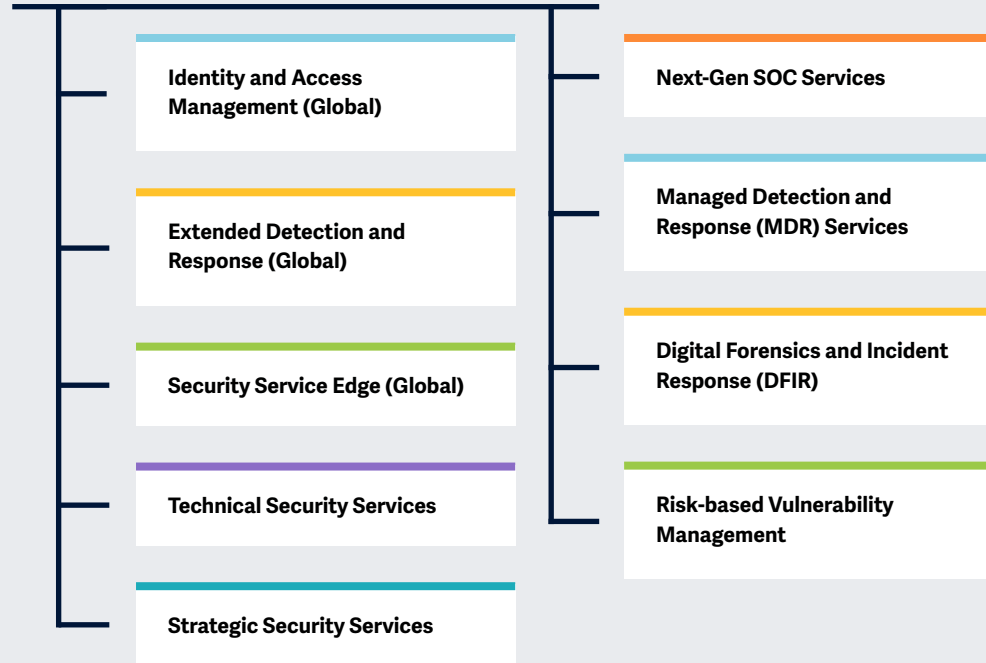 Identity and Access
Management (Global)
Extended Detection and
Response (Global)
Security Service Edge (Global)
Technical Security Services
Strategic Security Services
Next-Gen SOC Services
Managed Detection and
Response (MDR) Services
Digital Forensics and Incident
Response (DFIR)
Risk-based Vulnerability
Management